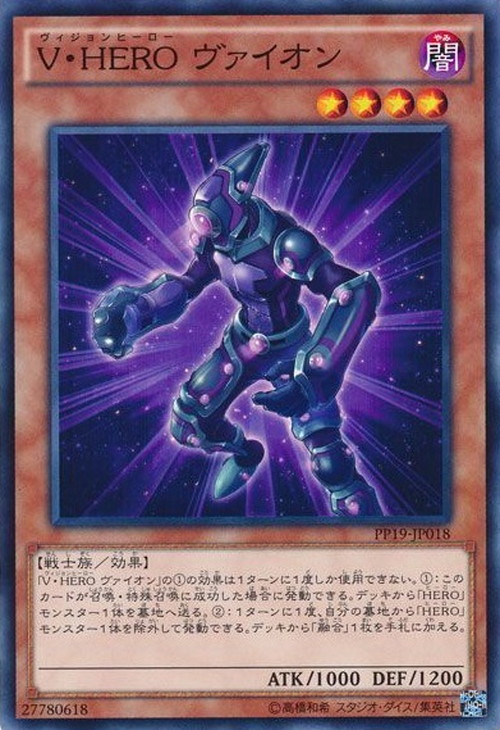 ヴィジョンヒーロー
V・HERO ヴァイオン
やみ
闇
PP19-JP018
【戦士族／効果】
「V・HERO ヴァイオン」の①の効果は1ターンに1度しか使用できない。①：この
カードが召喚・特殊召喚に成功した場合に発動できる。デッキから「HERO」
モンスター1体を墓地へ送る。②：1ターンに1度、自分の墓地から「HERO」
モンスター1体を除外して発動できる。デッキから「融合」1枚を手札に加える。
ATK/1000 DEF/1200
27780618
©高橋和希 スタジオ・ダイス/集英社